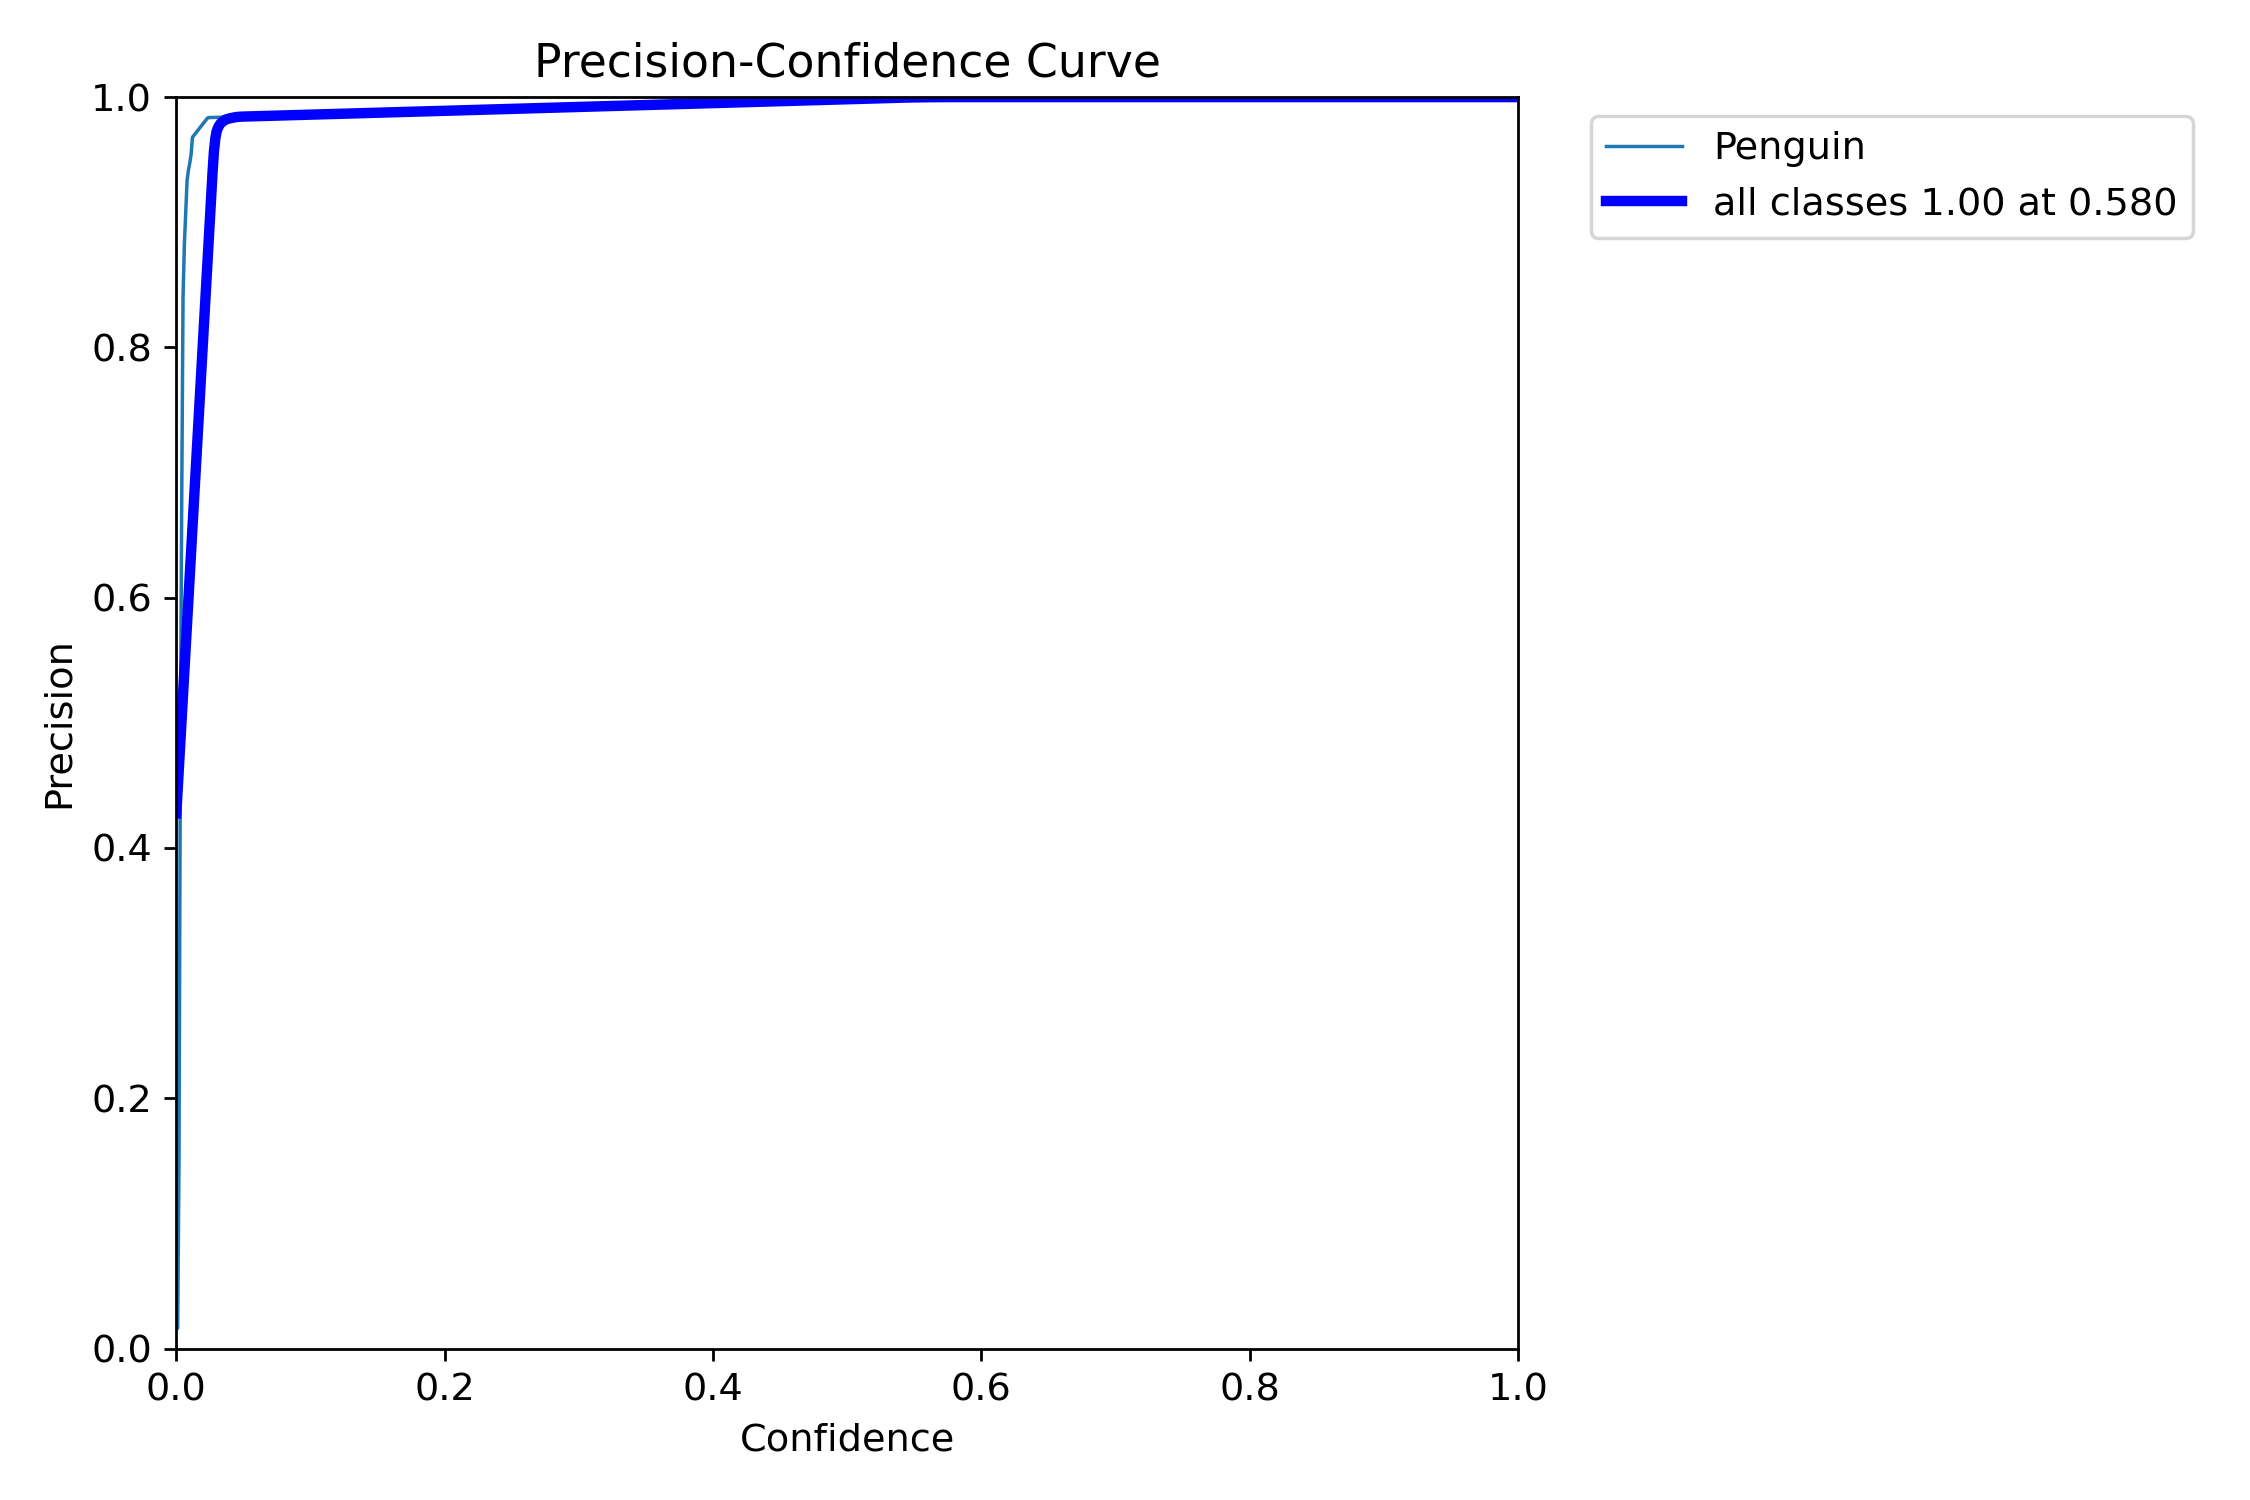 Precision-Confidence Curve
1.0
0.8
0.6
0.4
0.2
0.0
Precision
0.0 0.2 0.4 0.6 0.8 1.0
Confidence
Penguin
all classes 1.00 at 0.580